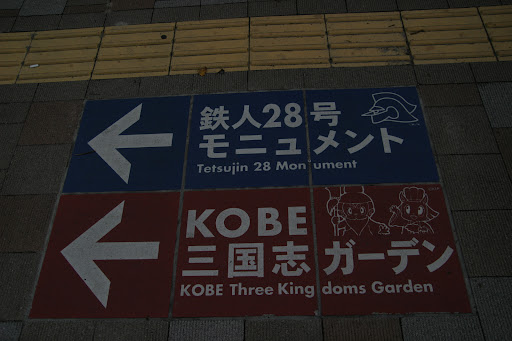 鉄人28号
モニュメント
Tetsujin 28 Monument
KOBE
三国志ガーデン
KOBE Three Kingdoms Garden